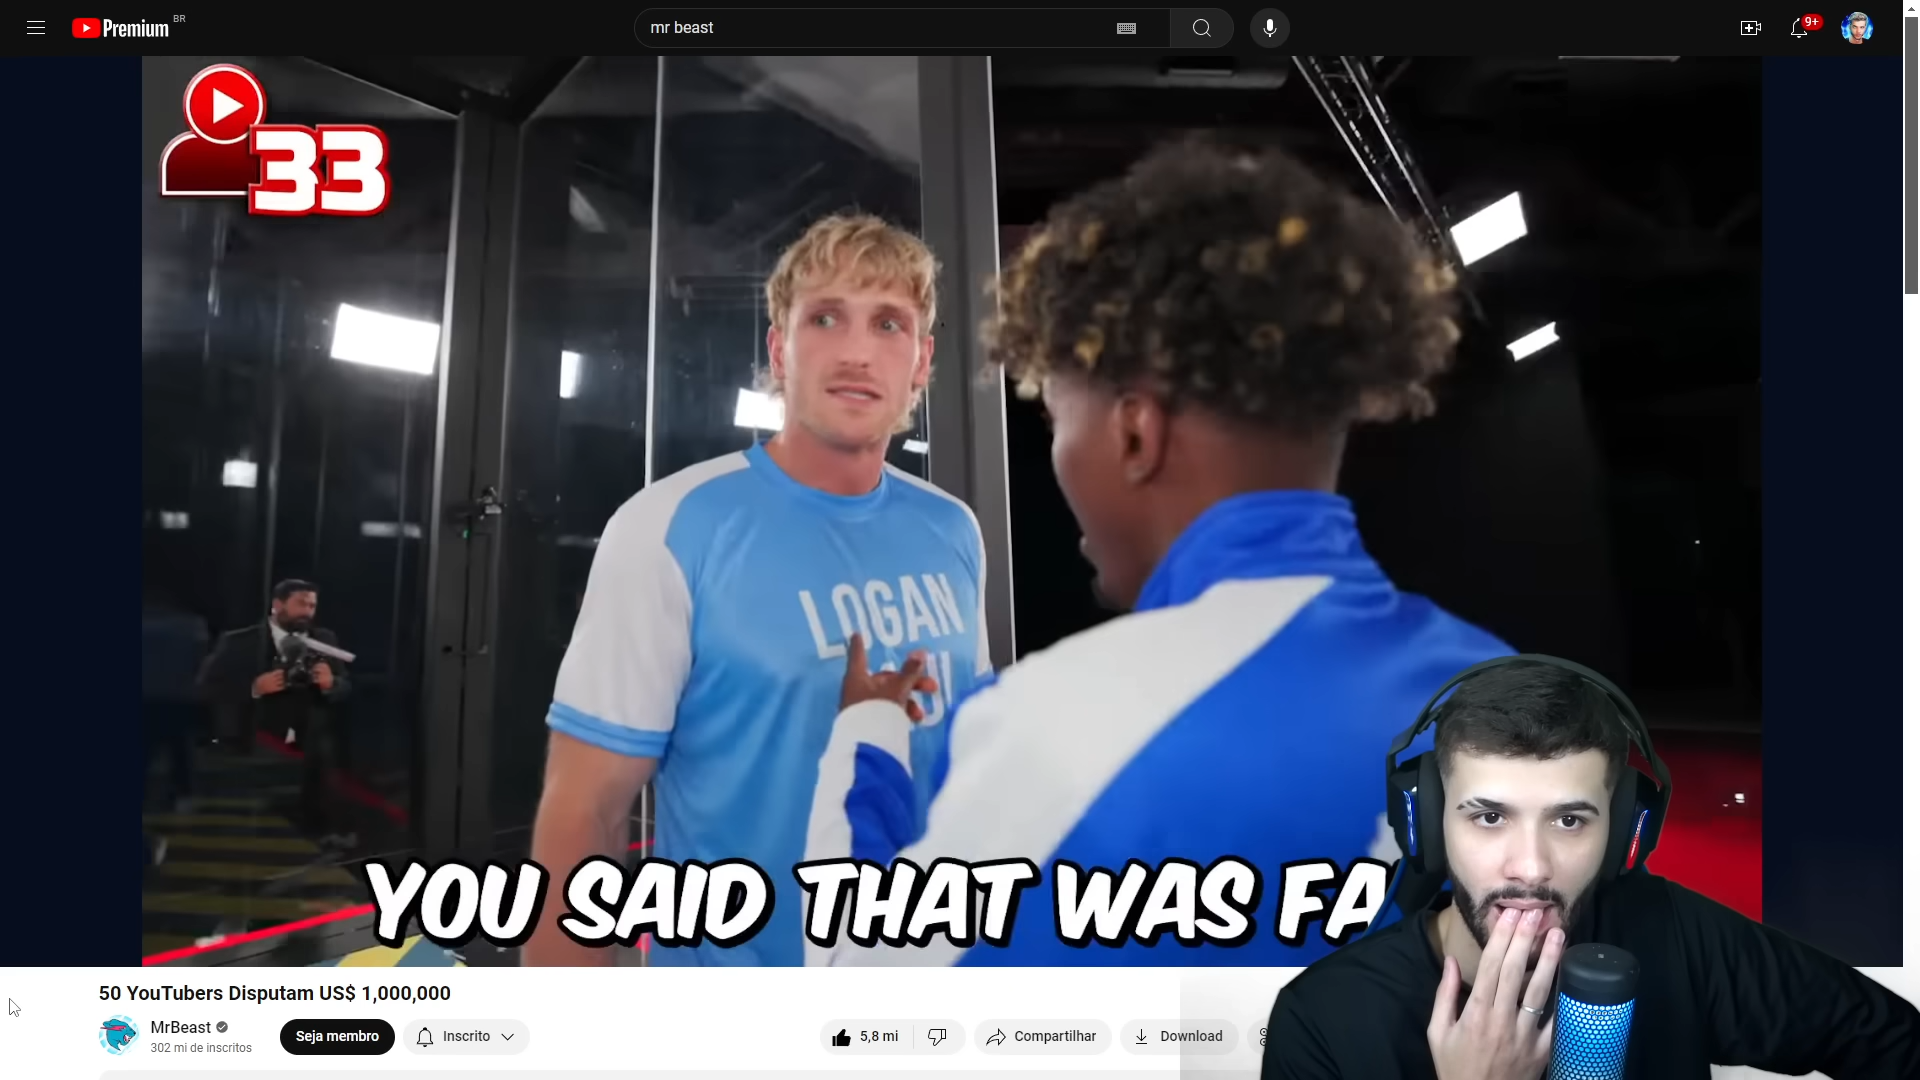 Premium BR
mr beast
9+
33
LOGAN
YOU SAID THAT WAS FA
50 YouTubers Disputam US$ 1,000,000
MrBeast
302 mi de inscritos
Seja membro
Inscrito
5,8 mi
Compartilhar
Download